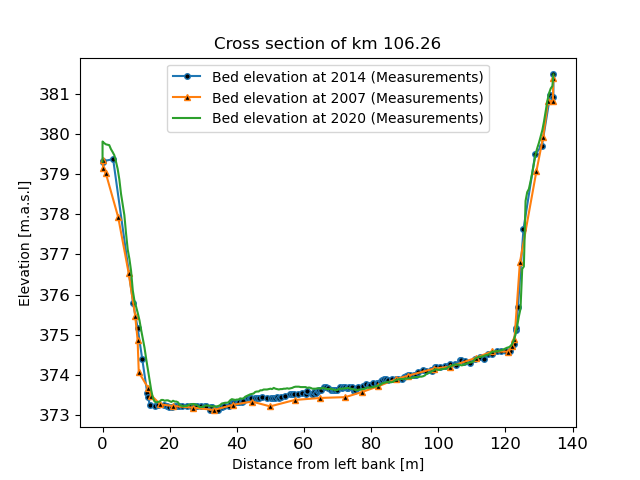 Cross section of km 106.26
Bed elevation at 2014 (Measurements)
Bed elevation at 2007 (Measurements)
Bed elevation at 2020 (Measurements)
Elevation [m.a.s.l]
381
380
379
378
377
376
375
374
373
0 20 40 60 80 100 120 140
Distance from left bank [m]